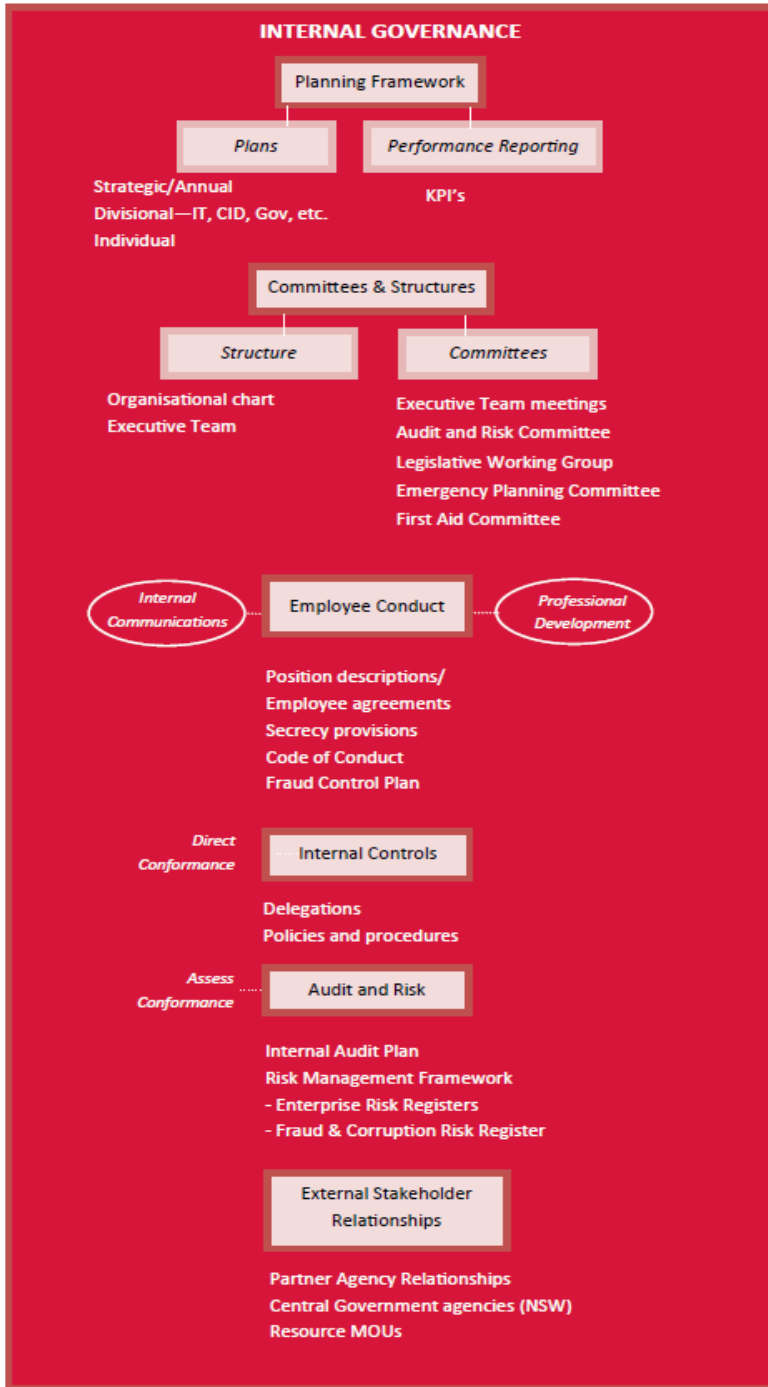 INTERNAL GOVERNANCE
Planning Framework
Plans
Performance Reporting
Strategic/Annual
Divisional—IT, CID, Gov, etc.
Individual
KPI's
Committees & Structures
Structure
Committees
Organisational chart
Executive Team
Executive Team meetings
Audit and Risk Committee
Legislative Working Group
Emergency Planning Committee
First Aid Committee
Internal
Communications
Employee Conduct
Professional
Development
Position descriptions/
Employee agreements
Secrecy provisions
Code of Conduct
Fraud Control Plan
Direct
Conformance
Internal Controls
Delegations
Policies and procedures
Assess
Conformance
Audit and Risk
Internal Audit Plan
Risk Management Framework
- Enterprise Risk Registers
- Fraud & Corruption Risk Register
External Stakeholder
Relationships
Partner Agency Relationships
Central Government agencies (NSW)
Resource MOUs